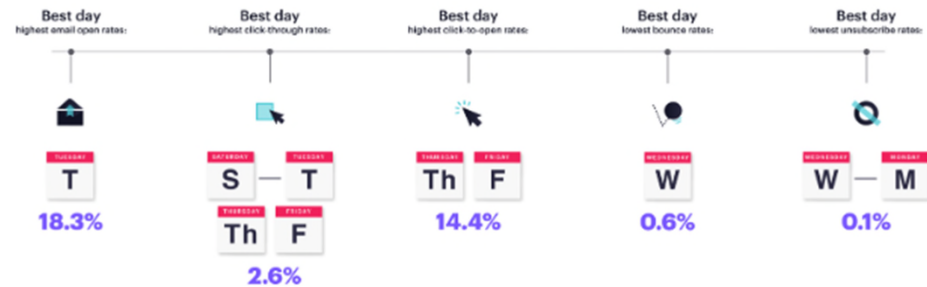 Best day
highest email open rates:
TUESDAY
T
18.3%
Best day
highest click-through rates:
SATURDAY
S
TUESDAY
T
THURSDAY
Th
FRIDAY
F
2.6%
Best day
highest click-to-open rates:
THURSDAY
Th
FRIDAY
F
14.4%
Best day
lowest bounce rates:
WEDNESDAY
W
0.6%
Best day
lowest unsubscribe rates:
WEDNESDAY
W
MONDAY
M
0.1%